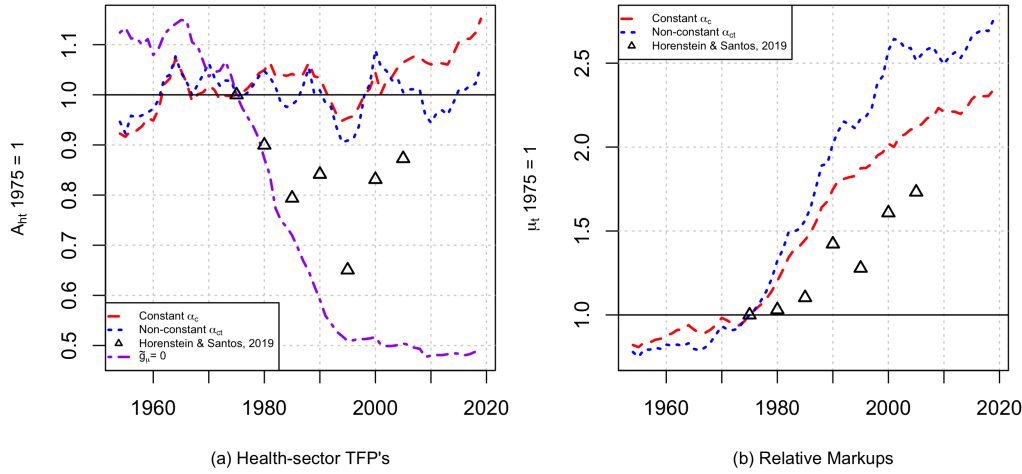 A_ht 1975 = 1
1.1
1.0
0.9
0.8
0.7
0.6
0.5
Constant α_c
Non-constant α_ct
Horenstein & Santos, 2019
g̃_μ = 0
1960 1980 2000 2020
(a) Health-sector TFP's
μ_t 1975 = 1
2.5
2.0
1.5
1.0
Constant α_c
Non-constant α_ct
Horenstein & Santos, 2019
1960 1980 2000 2020
(b) Relative Markups